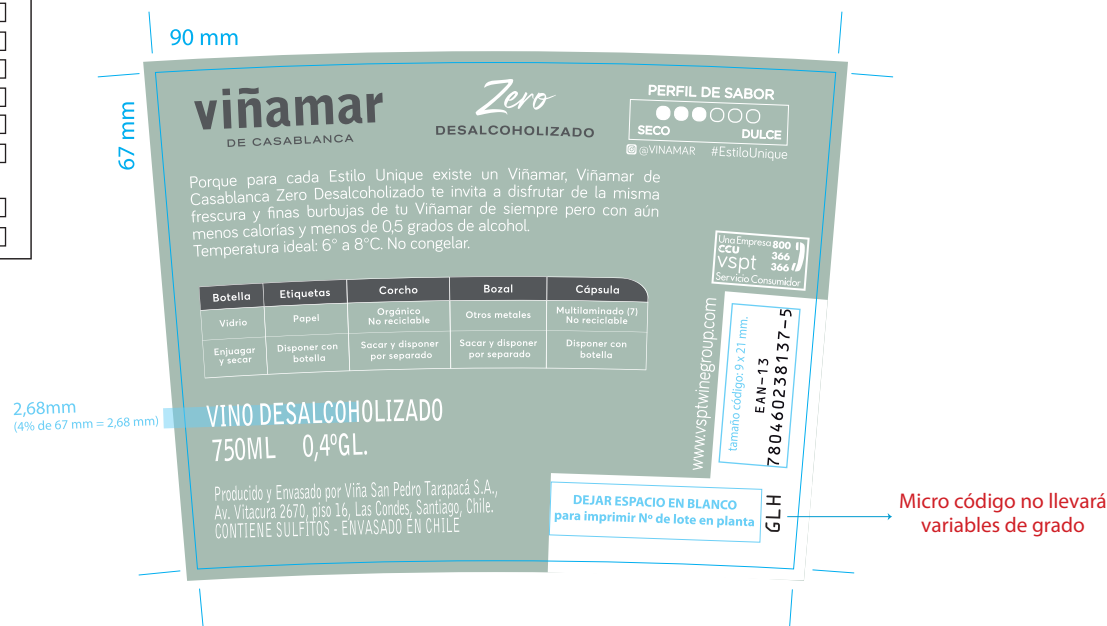 90 mm
67 mm
viñamar
DE CASABLANCA
Zero
DESALCOHOLIZADO
PERFIL DE SABOR
SECO DULCE
@VINAMAR #EstiloUnique
Porque para cada Estilo Unique existe un Viñamar, Viñamar de
Casablanca Zero Desalcoholizado te invita a disfrutar de la misma
frescura y finas burbujas de tu Viñamar de siempre pero con aún
menos calorías y menos de 0,5 grados de alcohol.
Temperatura ideal: 6° a 8°C. No congelar.
Una Empresa 800
CCU 366
vspt 366
Servicio Consumidor
Botella Etiquetas Corcho Bozal Cápsula
Vidrio Papel Orgánico No reciclable Otros metales Multilaminado (7) No reciclable
Enjuagar y secar Disponer con botella Sacar y disponer por separado Sacar y disponer por separado Disponer con botella
www.vsptwinegroup.com
tamaño código: 9 x 21 mm.
EAN-13
780460238137-5
2,68mm
(4% de 67 mm = 2,68 mm)
VINO DESALCOHOLIZADO
750ML 0,4ºGL.
Producido y Envasado por Viña San Pedro Tarapacá S.A.,
Av. Vitacura 2670, piso 16, Las Condes, Santiago, Chile.
CONTIENE SULFITOS - ENVASADO EN CHILE
DEJAR ESPACIO EN BLANCO
para imprimir Nº de lote en planta
GLH
Micro código no llevará
variables de grado